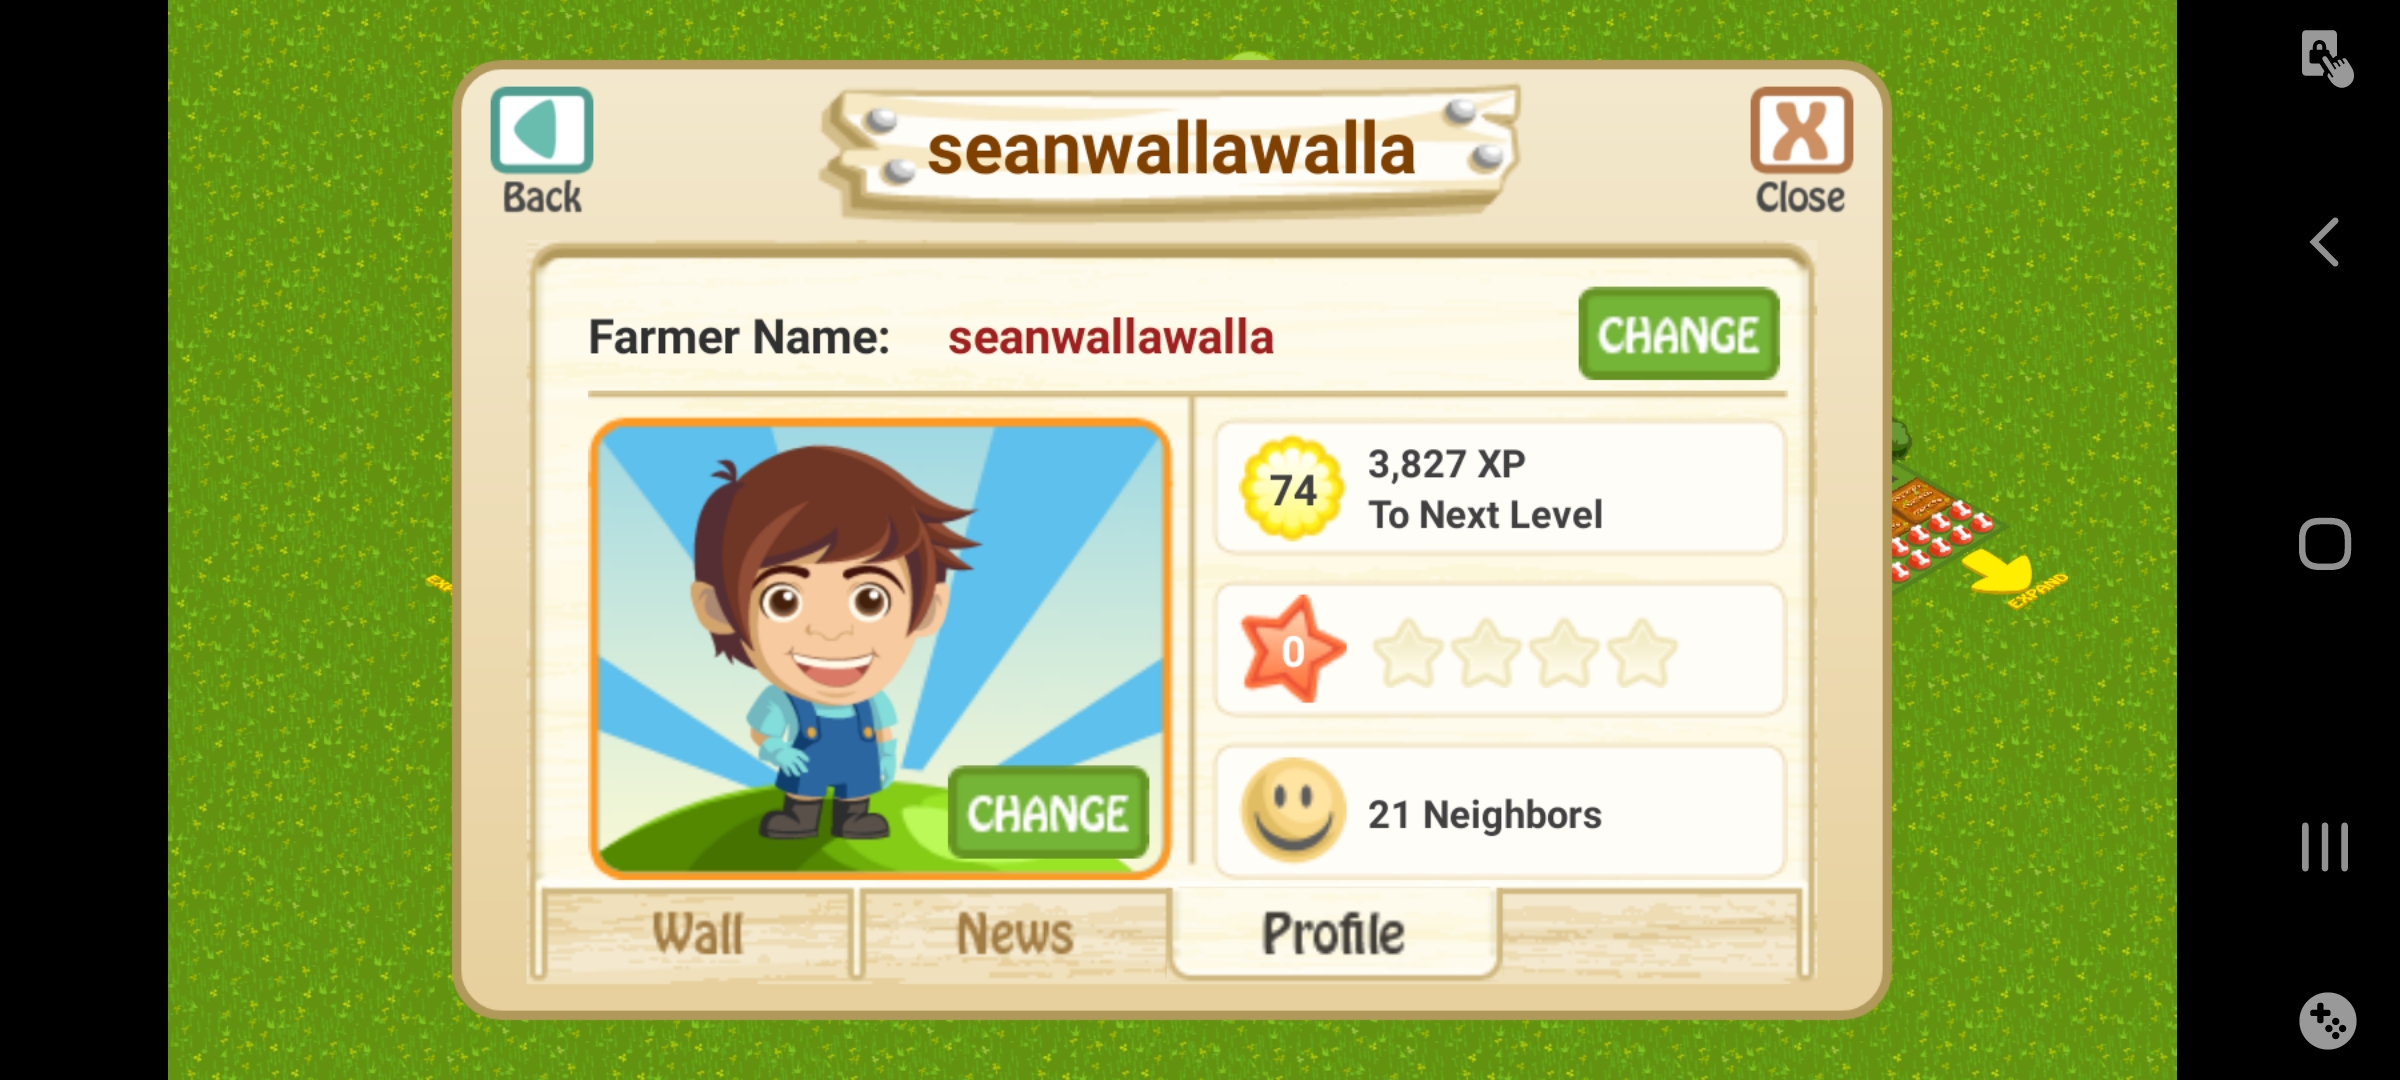 seanwallawalla
Back
Close
Farmer Name: seanwallawalla
CHANGE
74
3,827 XP
To Next Level
0
21 Neighbors
CHANGE
Wall
News
Profile
EXPAND